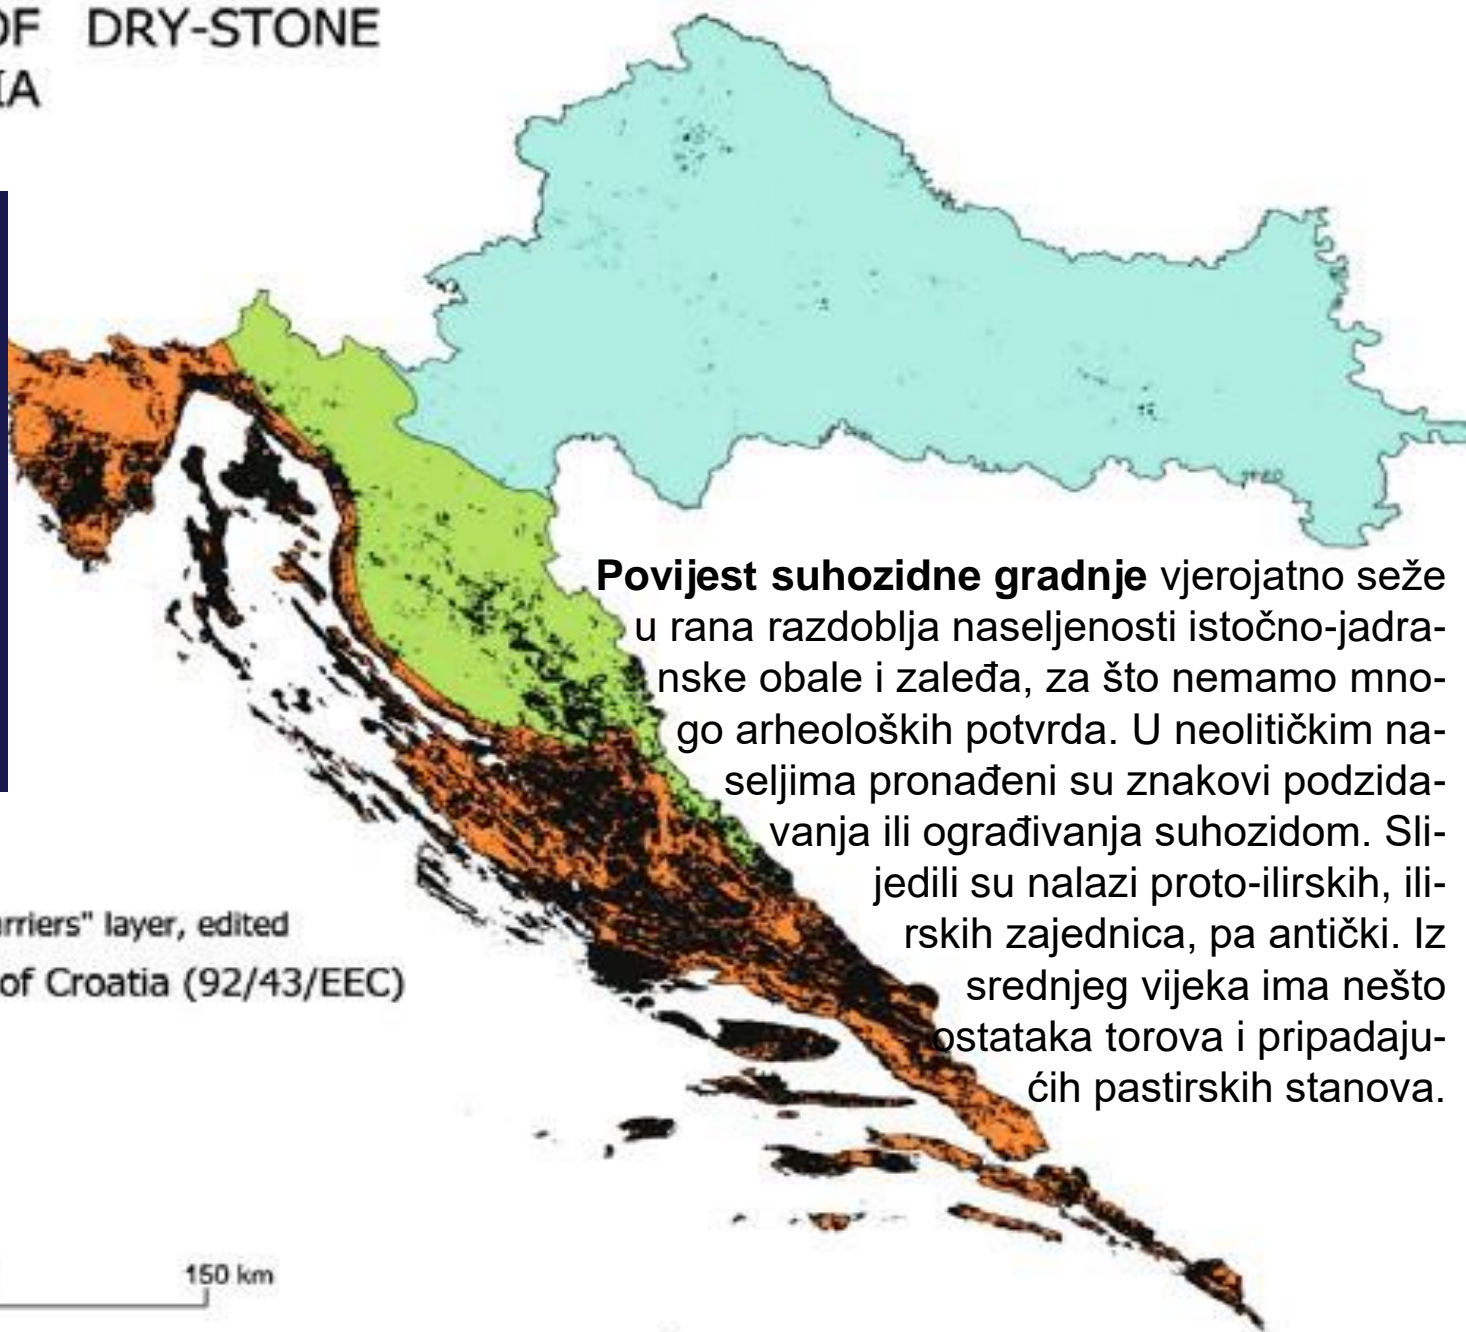 OF DRY-STONE
IA
Povijest suhozidne gradnje vjerojatno seže
u rana razdoblja naseljenosti istočno-jadra-
nske obale i zaleđa, za što nemamo mno-
go arheoloških potvrda. U neolitičkim na-
seljima pronađeni su znakovi podzida-
vanja ili ograđivanja suhozidom. Sli-
jedili su nalazi proto-ilirskih, ili-
rskih zajednica, pa antički. Iz
srednjeg vijeka ima nešto
ostataka torova i pripadaju-
ćih pastirskih stanova.
rriers" layer, edited
of Croatia (92/43/EEC)
150 km